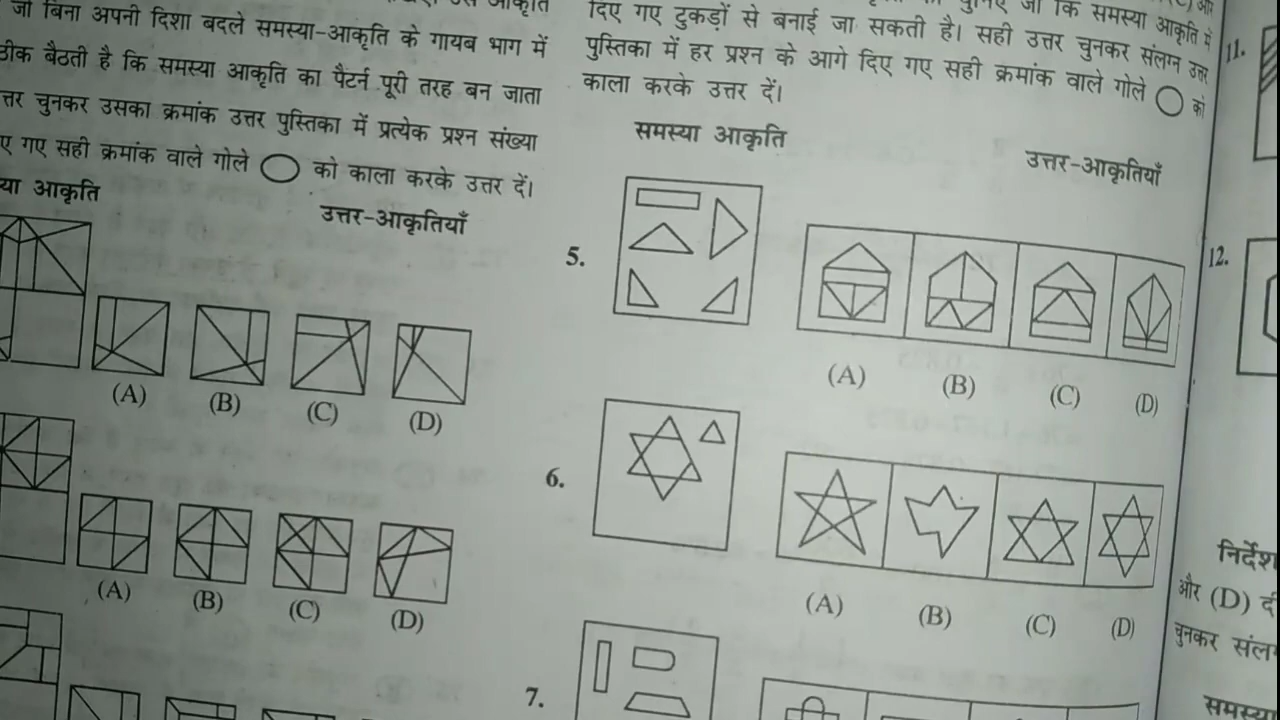 जो बिना अपनी दिशा बदले समस्या-आकृति के गायब भाग में
ठीक बैठती है कि समस्या आकृति का पैटर्न पूरी तरह बन जाता
त्तर चुनकर उसका क्रमांक उत्तर पुस्तिका में प्रत्येक प्रश्न संख्या
ए गए सही क्रमांक वाले गोले को काला करके उत्तर दें।
या आकृति
उत्तर-आकृतियाँ
(A)
(B)
(C)
(D)
(A)
(B)
(C)
(D)
जो कि समस्या आकृति में
दिए गए टुकड़ों से बनाई जा सकती है। सही उत्तर चुनकर संलग्न उत्तर
पुस्तिका में हर प्रश्न के आगे दिए गए सही क्रमांक वाले गोले को
काला करके उत्तर दें।
समस्या आकृति
उत्तर-आकृतियाँ
5.
(A)
(B)
(C)
(D)
6.
(A)
(B)
(C)
(D)
7.
11.
12.
निर्देश
और (D) दी
चुनकर संलग
समस्या